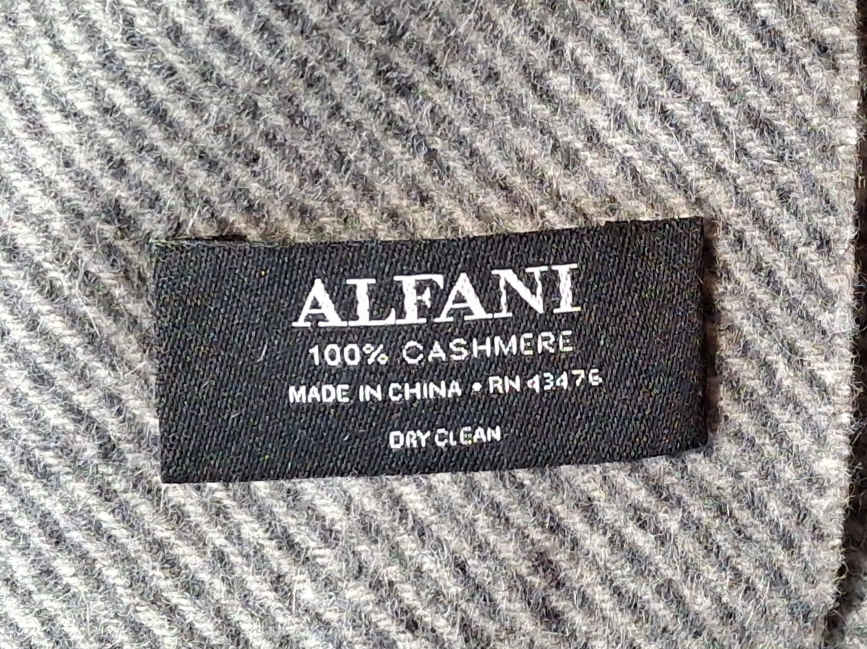 ALFANI
100% CASHMERE
MADE IN CHINA • RN 43476
DRY CLEAN